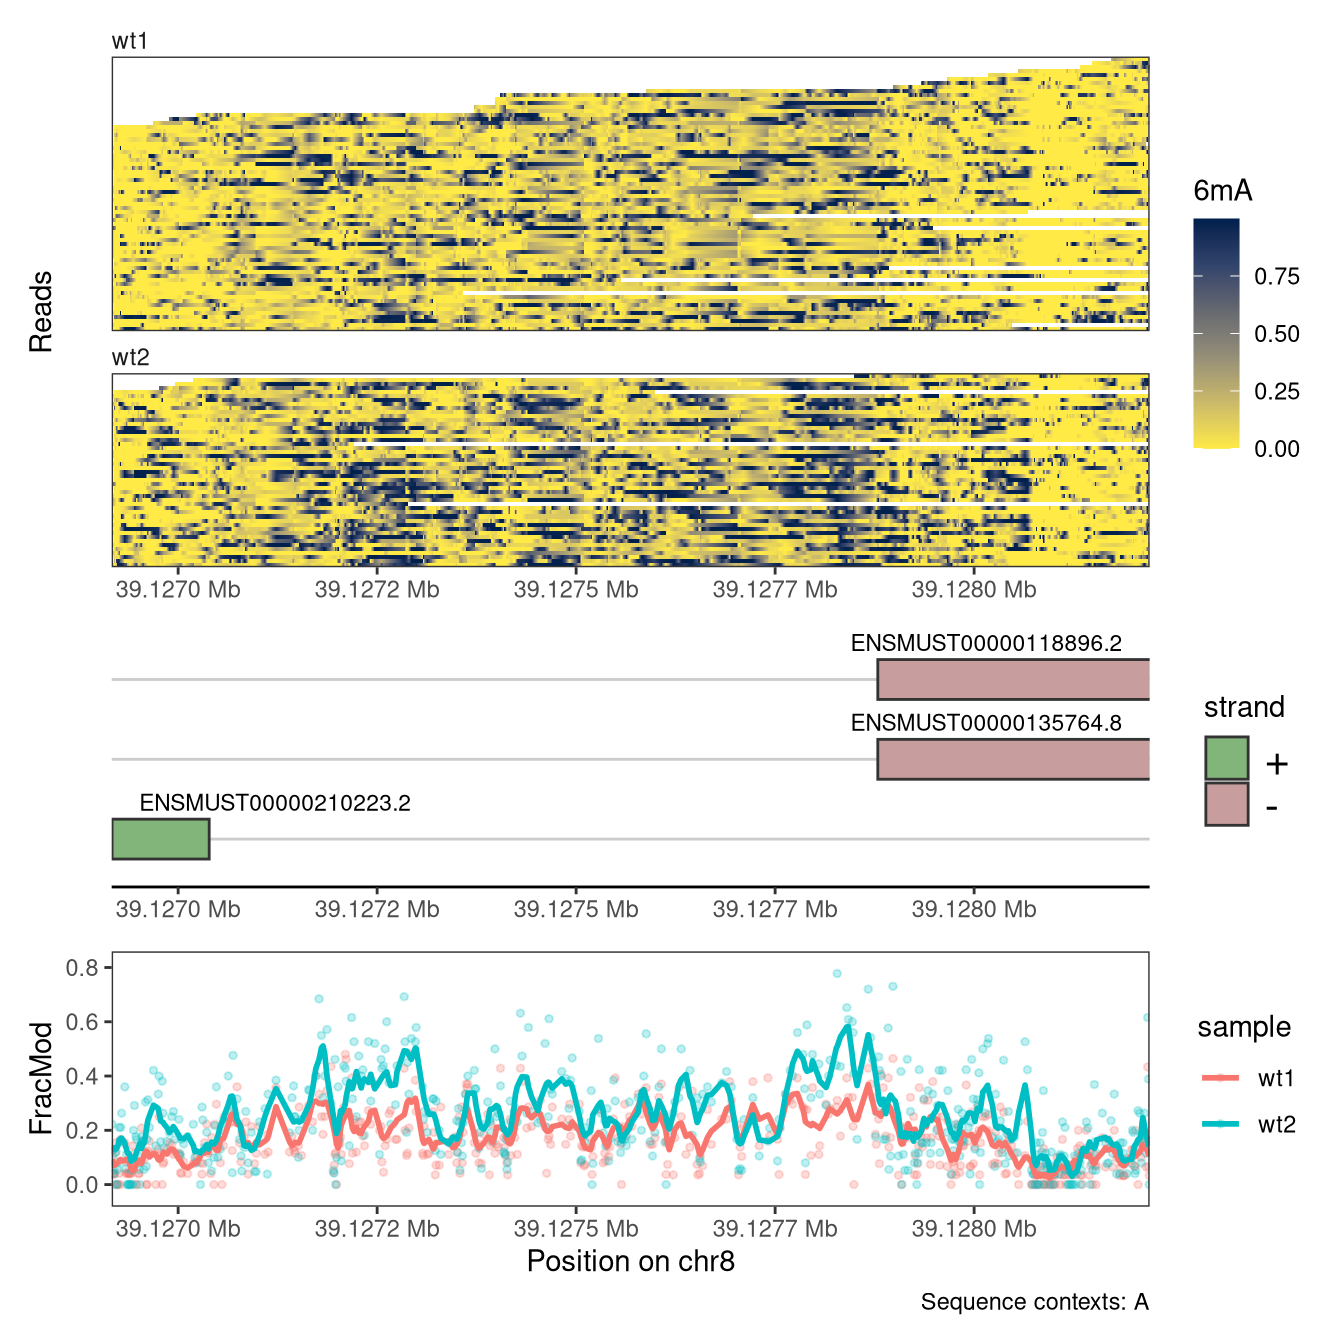 wt1
Reads
6mA
0.75
0.50
0.25
0.00
wt2
39.1270 Mb 39.1272 Mb 39.1275 Mb 39.1277 Mb 39.1280 Mb
ENSMUST00000118896.2
ENSMUST00000135764.8
ENSMUST00000210223.2
strand
+
-
39.1270 Mb 39.1272 Mb 39.1275 Mb 39.1277 Mb 39.1280 Mb
FracMod
0.8
0.6
0.4
0.2
0.0
sample
wt1
wt2
39.1270 Mb 39.1272 Mb 39.1275 Mb 39.1277 Mb 39.1280 Mb
Position on chr8
Sequence contexts: A